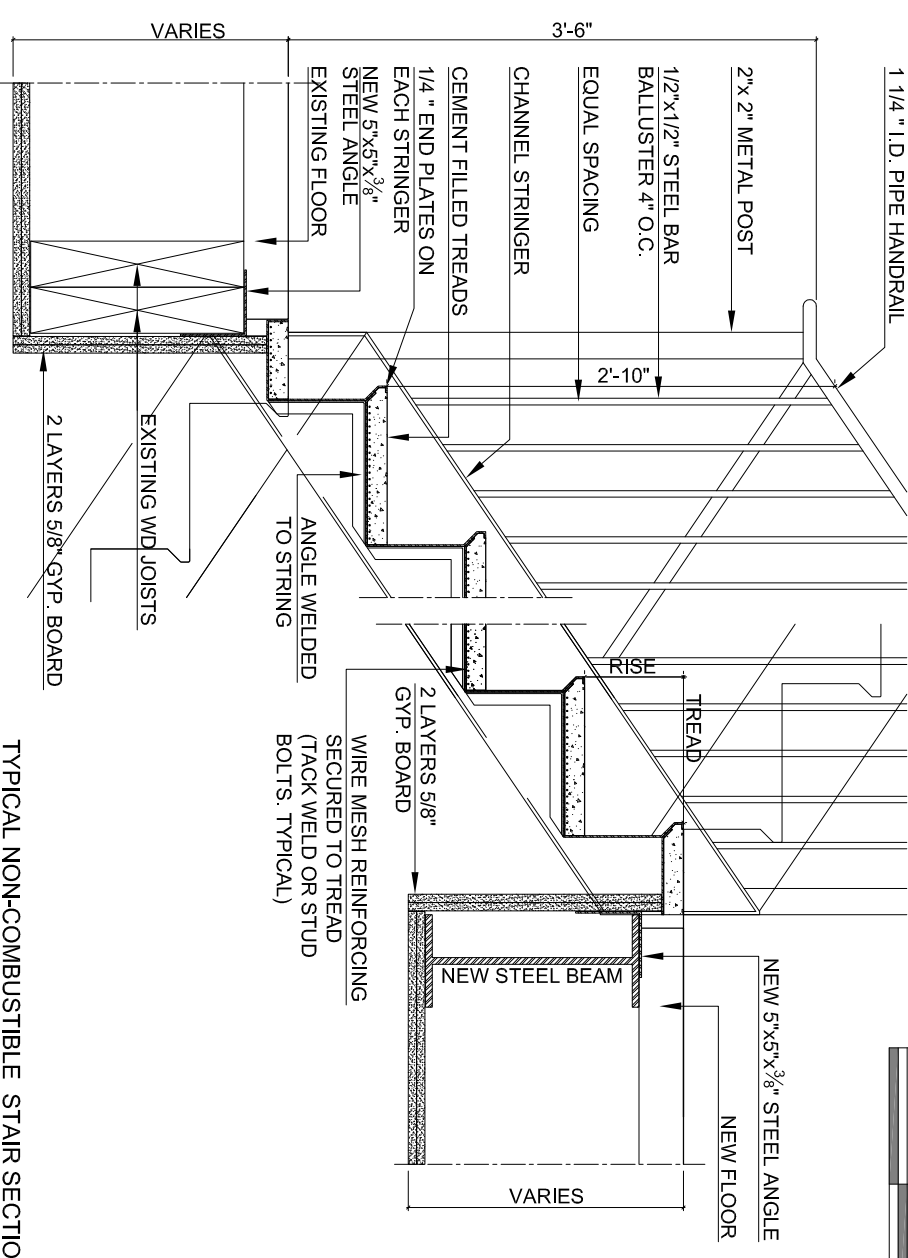 1 1/4 " I.D. PIPE HANDRAIL
2"x 2" METAL POST
1/2"x1/2" STEEL BAR
BALLUSTER 4" O.C.
EQUAL SPACING
CHANNEL STRINGER
CEMENT FILLED TREADS
1/4 " END PLATES ON
EACH STRINGER
NEW 5"x5"x3/8"
STEEL ANGLE
EXISTING FLOOR
3'-6"
VARIES
2'-10"
RISE
TREAD
NEW 5"x5"x3/8" STEEL ANGLE
NEW FLOOR
NEW STEEL BEAM
VARIES
2 LAYERS 5/8"
GYP. BOARD
WIRE MESH REINFORCING
SECURED TO TREAD
(TACK WELD OR STUD
BOLTS. TYPICAL)
ANGLE WELDED
TO STRING
EXISTING WD JOISTS
2 LAYERS 5/8" GYP. BOARD
TYPICAL NON-COMBUSTIBLE STAIR SECTIO